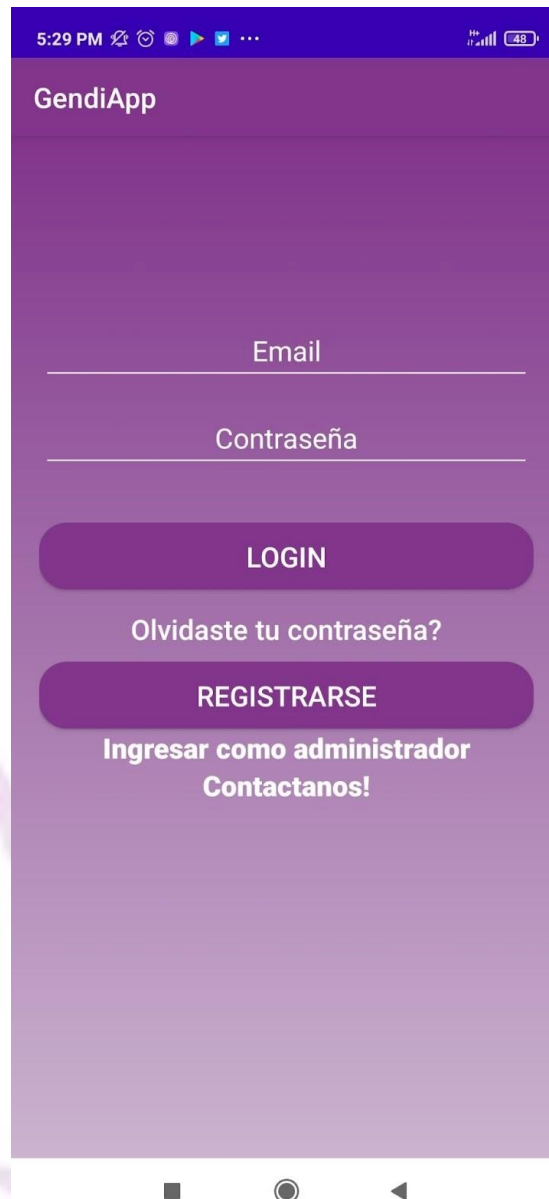 5:29 PM
H+
48
GendiApp
Email
Contraseña
LOGIN
Olvidaste tu contraseña?
REGISTRARSE
Ingresar como administrador
Contactanos!